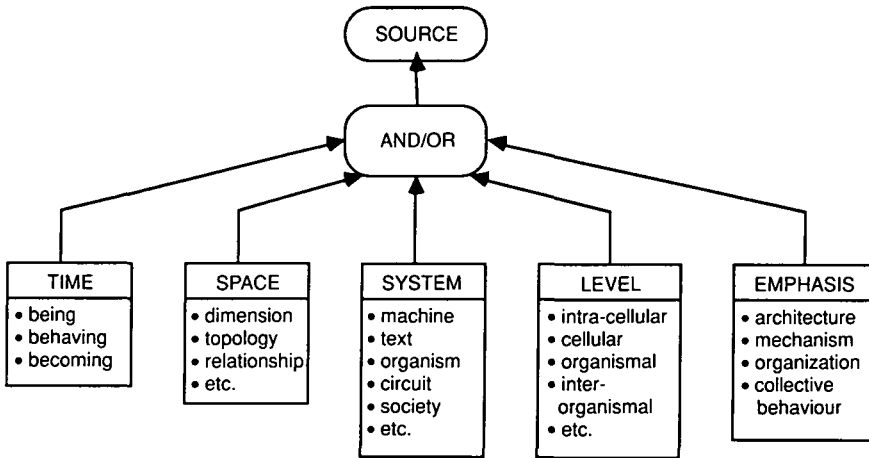 SOURCE
AND/OR
TIME
• being
• behaving
• becoming
SPACE
• dimension
• topology
• relationship
• etc.
SYSTEM
• machine
• text
• organism
• circuit
• society
• etc.
LEVEL
• intra-cellular
• cellular
• organismal
• inter-
organismal
• etc.
EMPHASIS
• architecture
• mechanism
• organization
• collective
behaviour